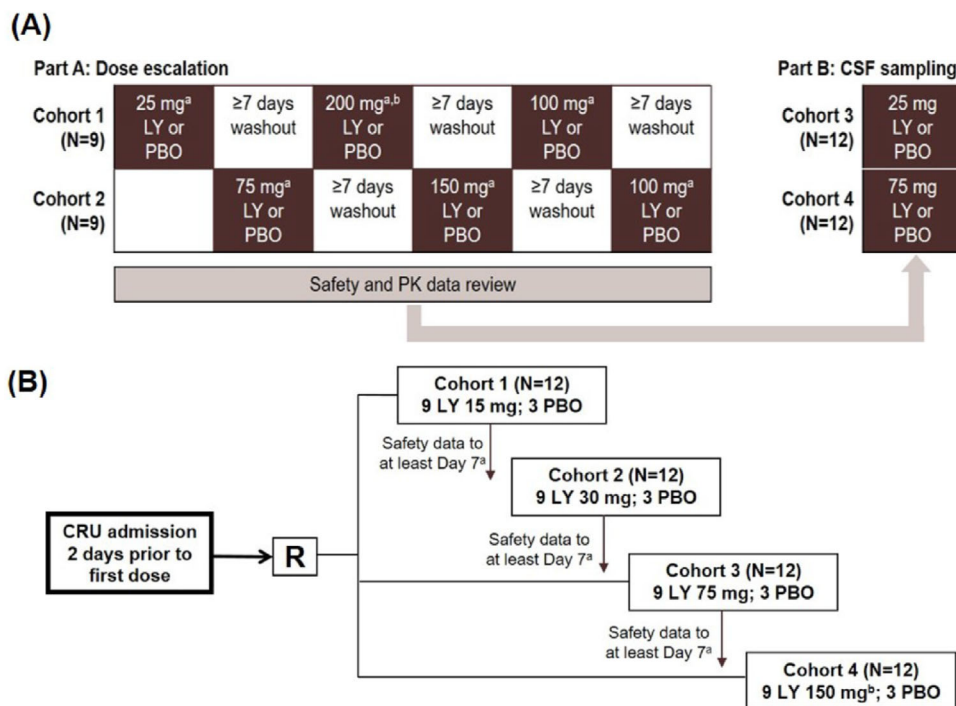 (A)
Part A: Dose escalation
Part B: CSF sampling
Cohort 1
(N=9)
25 mgᵃ
LY or
PBO
≥7 days
washout
200 mgᵃ,ᵇ
LY or
PBO
≥7 days
washout
100 mgᵃ
LY or
PBO
≥7 days
washout
Cohort 3
(N=12)
25 mg
LY or
PBO
Cohort 2
(N=9)
75 mgᵃ
LY or
PBO
≥7 days
washout
150 mgᵃ
LY or
PBO
≥7 days
washout
100 mgᵃ
LY or
PBO
Cohort 4
(N=12)
75 mg
LY or
PBO
Safety and PK data review
(B)
Cohort 1 (N=12)
9 LY 15 mg; 3 PBO
Safety data to
at least Day 7ᵃ
Cohort 2 (N=12)
9 LY 30 mg; 3 PBO
CRU admission
2 days prior to
first dose
R
Safety data to
at least Day 7ᵃ
Cohort 3 (N=12)
9 LY 75 mg; 3 PBO
Safety data to
at least Day 7ᵃ
Cohort 4 (N=12)
9 LY 150 mgᵇ; 3 PBO